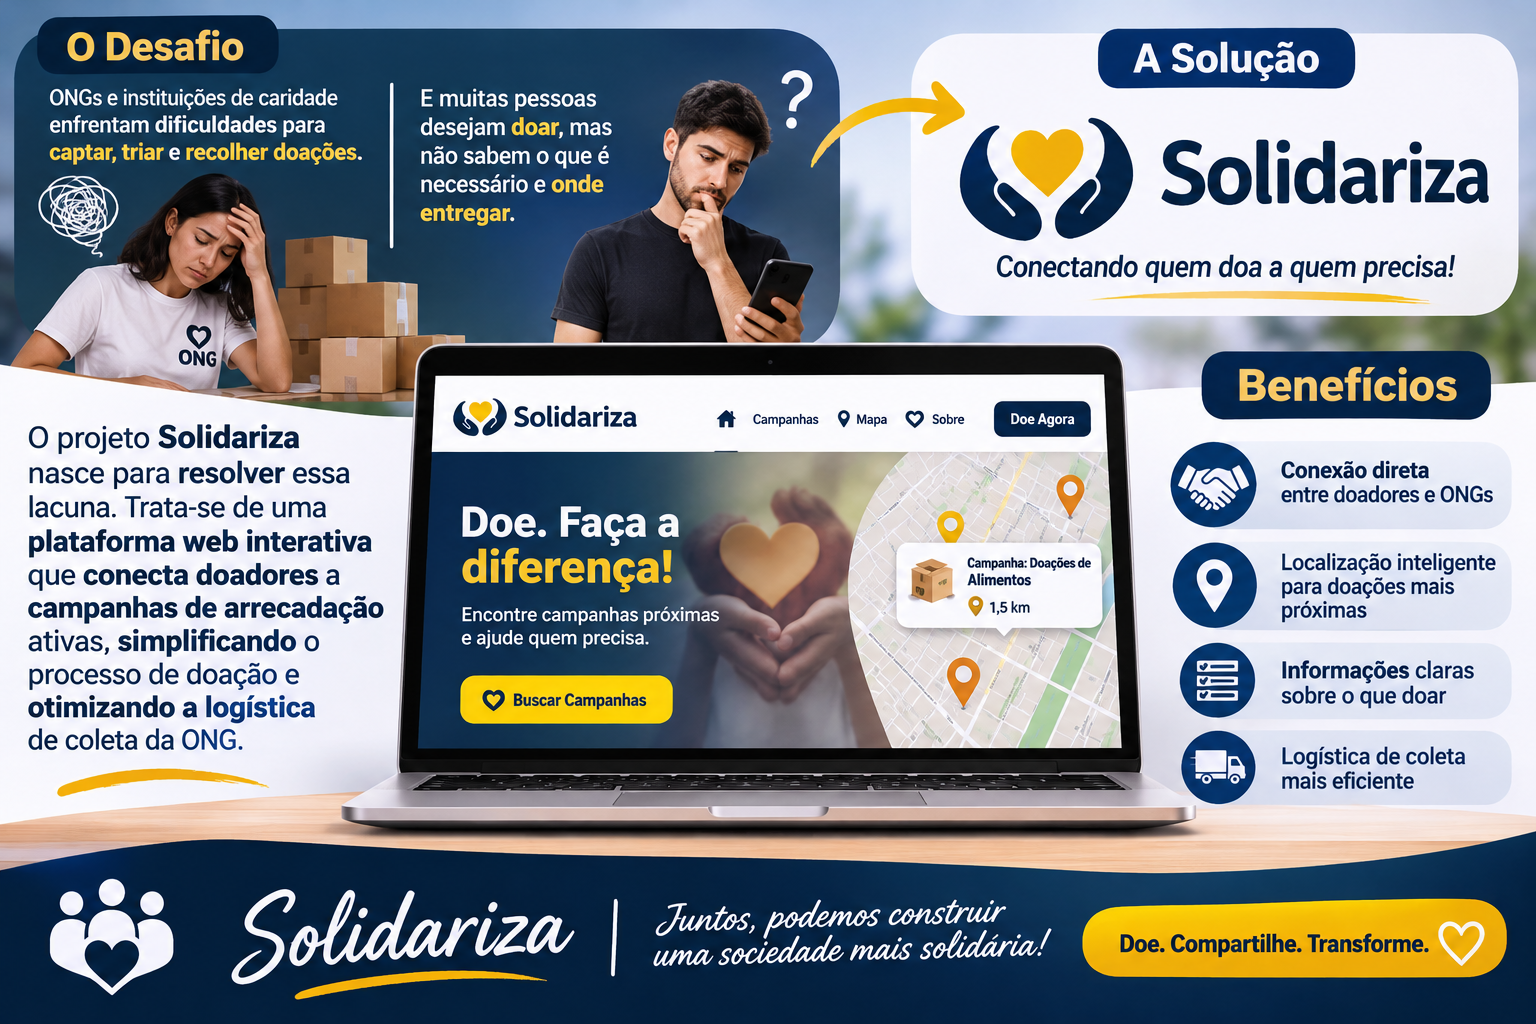 O Desafio
ONGs e instituições de caridade
enfrentam dificuldades para
captar, triar e recolher doações.
E muitas pessoas
desejam doar, mas
não sabem o que é
necessário e onde
entregar.
?
ONG
A Solução
Solidariza
Conectando quem doa a quem precisa!
O projeto Solidariza
nasce para resolver essa
lacuna. Trata-se de uma
plataforma web interativa
que conecta doadores a
campanhas de arrecadação
ativas, simplificando o
processo de doação e
otimizando a logística
de coleta da ONG.
Solidariza
Campanhas
Mapa
Sobre
Doe Agora
Doe. Faça a
diferença!
Encontre campanhas próximas
e ajude quem precisa.
Buscar Campanhas
Campanha: Doações de
Alimentos
1,5 km
Benefícios
Conexão direta
entre doadores e ONGs
Localização inteligente
para doações mais
próximas
Informações claras
sobre o que doar
Logística de coleta
mais eficiente
Solidariza
Juntos, podemos construir
uma sociedade mais solidária!
Doe. Compartilhe. Transforme.